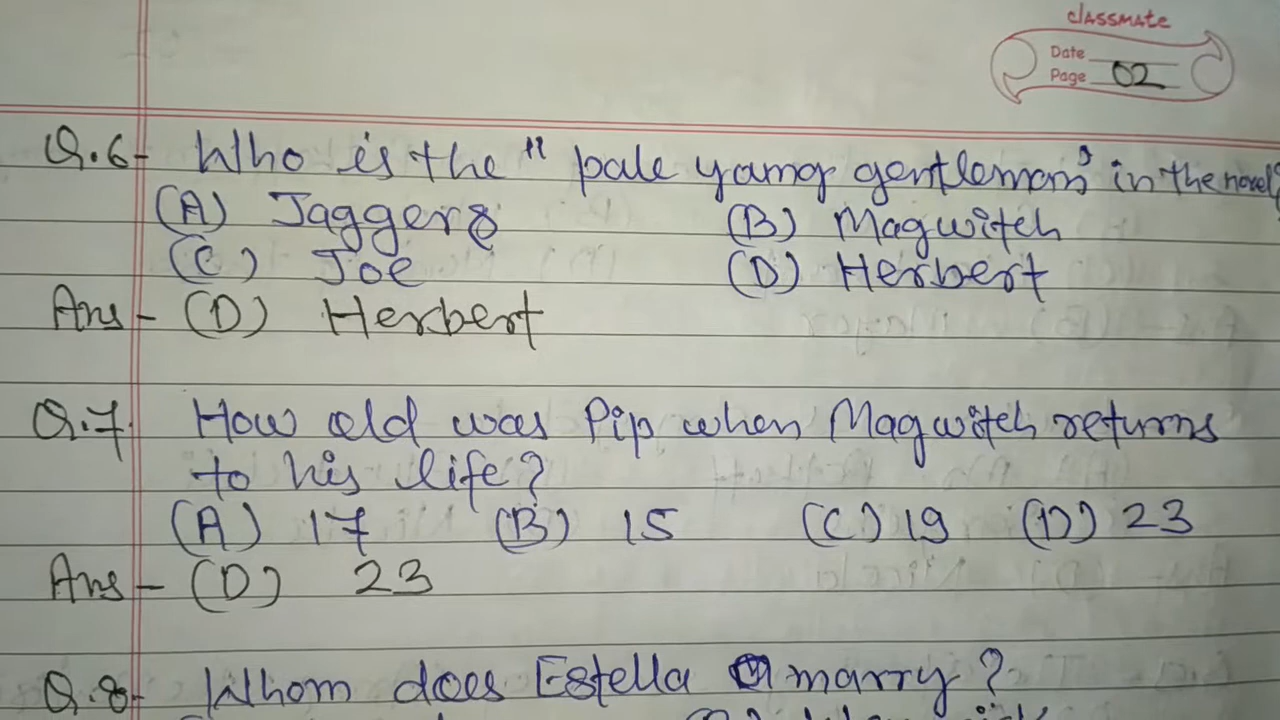 classmate
Date
Page 02
Q.6- Who is the " pale young gentleman" in the novel?
(A) Jaggers (B) Magwitch
(C) Joe (D) Herbert
Ans - (D) Herbert
Q.7. How old was Pip when Magwitch returns
to his life?
(A) 17 (B) 15 (C) 19 (D) 23
Ans - (D) 23
Q.8- Whom does Estella marry?